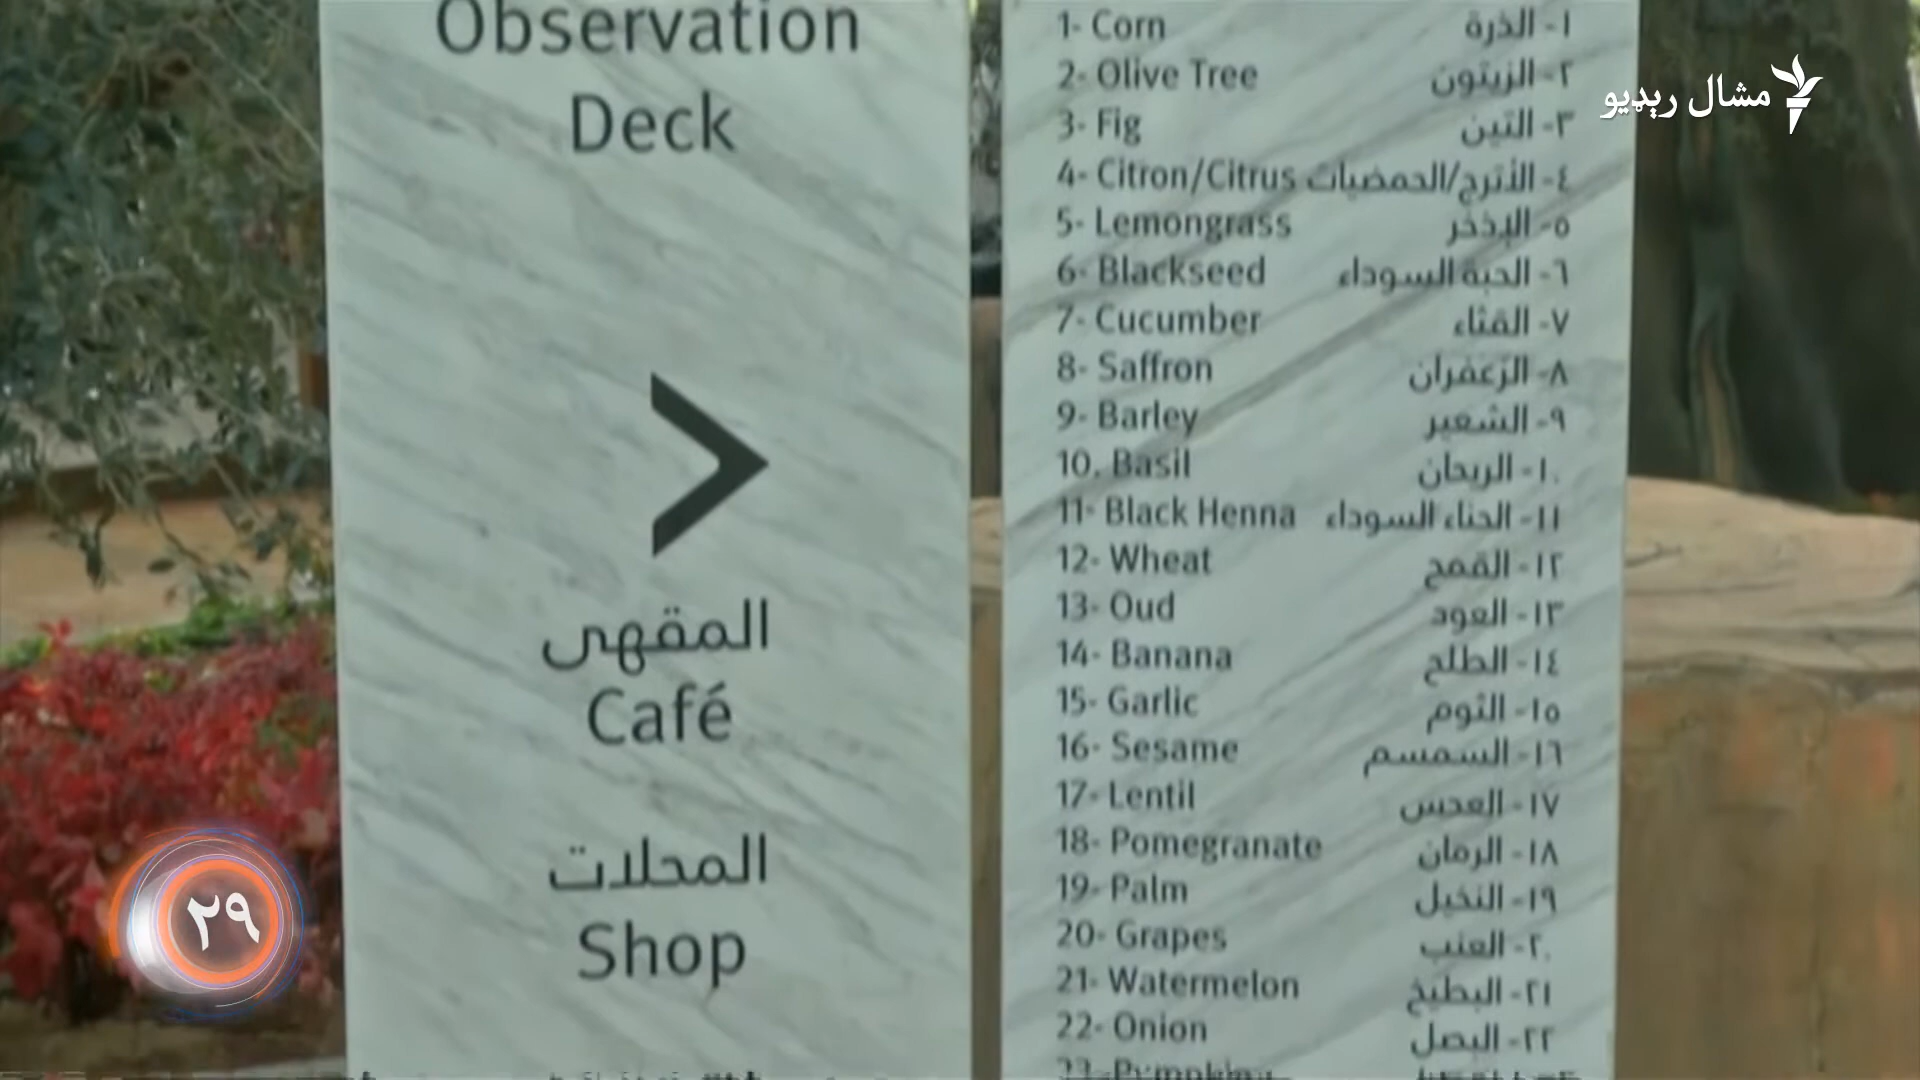 Observation
Deck
المقهى
Café
المحلات
Shop
1- Corn ١- الذرة
2- Olive Tree ٢- الزيتون
3- Fig ٣- التين
4- Citron/Citrus ٤- الأترج/الحمضيات
5- Lemongrass ٥- الإذخر
6- Blackseed ٦- الحبة السوداء
7- Cucumber ٧- القثاء
8- Saffron ٨- الزعفران
9- Barley ٩- الشعير
10. Basil ١٠- الريحان
11- Black Henna ١١- الحناء السوداء
12- Wheat ١٢- القمح
13- Oud ١٣- العود
14- Banana ١٤- الطلح
15- Garlic ١٥- الثوم
16- Sesame ١٦- السمسم
17- Lentil ١٧- العدس
18- Pomegranate ١٨- الرمان
19- Palm ١٩- النخيل
20- Grapes ٢٠- العنب
21- Watermelon ٢١- البطيخ
22- Onion ٢٢- البصل
23- Pumpkin
مشال ریډیو
٢٩